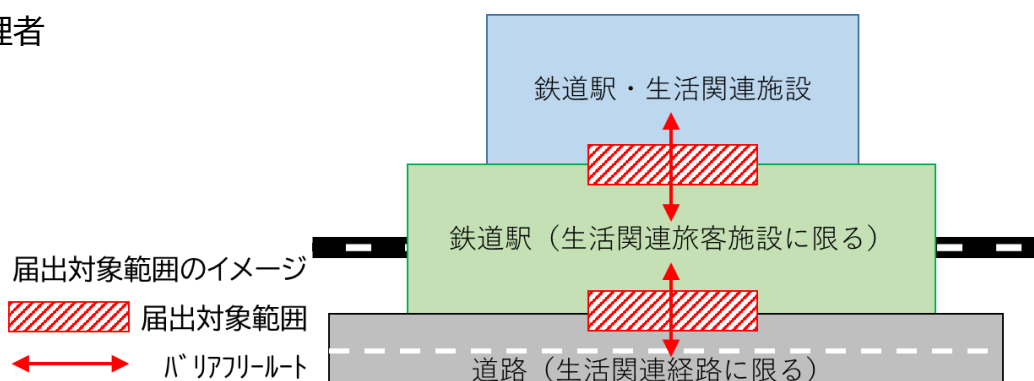 理者
鉄道駅・生活関連施設
鉄道駅（生活関連旅客施設に限る）
届出対象範囲のイメージ
届出対象範囲
バリアフリールート
道路（生活関連経路に限る）